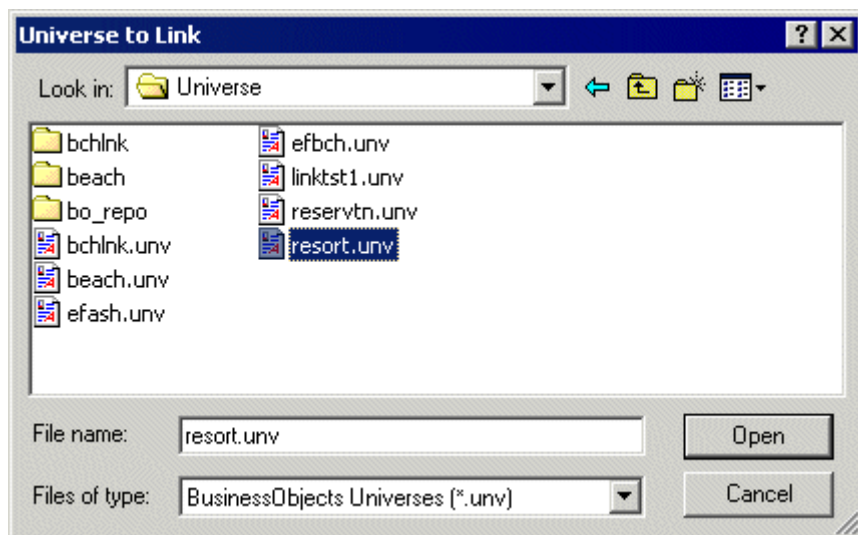 Universe to Link
Look in: Universe
bchlnk
beach
bo_repo
bchlnk.unv
beach.unv
efash.unv
efbch.unv
linktst1.unv
reservtn.unv
resort.unv
File name: resort.unv Open
Files of type: BusinessObjects Universes (*.unv) Cancel